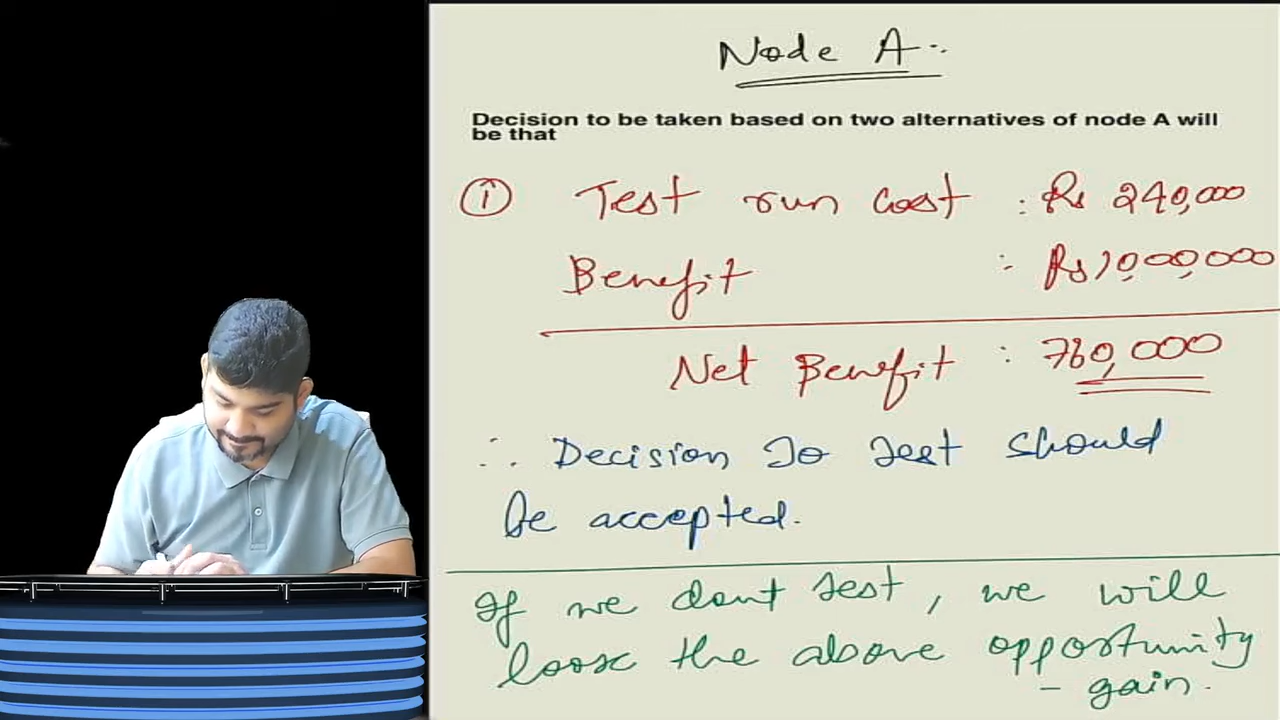 Node A..
Decision to be taken based on two alternatives of node A will
be that
① Test run cost : Rs 240,000
Benefit : Rs 1,000,000
Net Benefit : 760,000
∴ Decision To Test should
be accepted.
If we dont test, we will
loose the above opportunity
- gain.